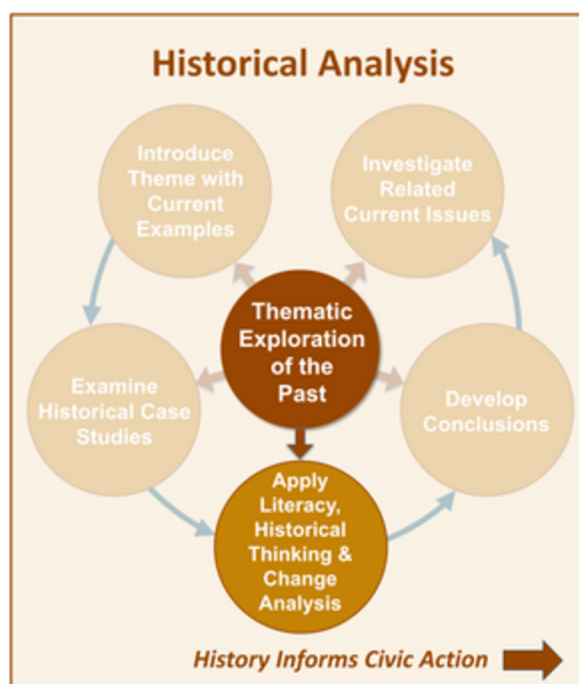 Historical Analysis
Introduce
Theme with
Current
Examples
Investigate
Related
Current Issues
Thematic
Exploration
of the
Past
Examine
Historical Case
Studies
Develop
Conclusions
Apply
Literacy,
Historical
Thinking &
Change
Analysis
History Informs Civic Action